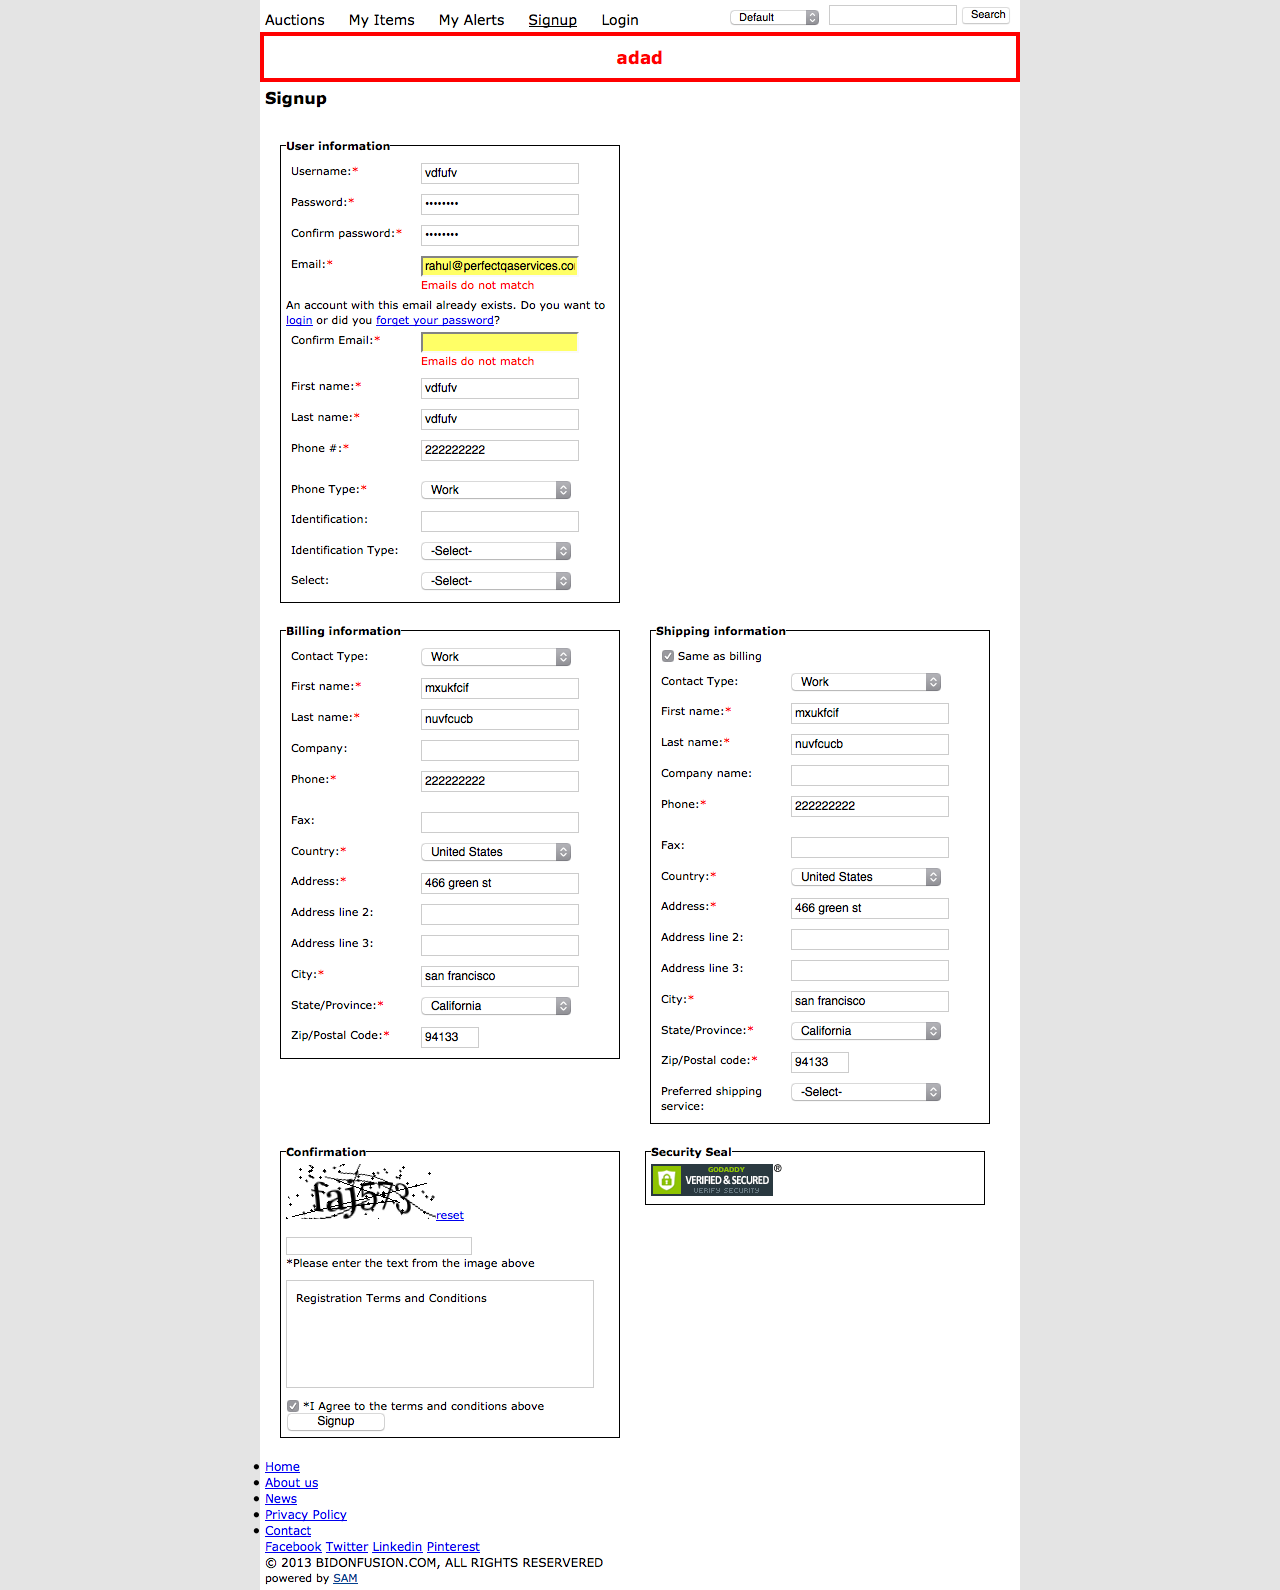 Auctions My Items My Alerts Signup Login Default Search
adad
Signup
User information
Username:* vdfufv
Password:* ••••••••
Confirm password:* ••••••••
Email:* rahul@perfectqaservices.co
Emails do not match
An account with this email already exists. Do you want to
login or did you forget your password?
Confirm Email:*
Emails do not match
First name:* vdfufv
Last name:* vdfufv
Phone #:* 222222222
Phone Type:* Work
Identification:
Identification Type: -Select-
Select: -Select-
Billing information
Contact Type: Work
First name:* mxukfcif
Last name:* nuvfcucb
Company:
Phone:* 222222222
Fax:
Country:* United States
Address:* 466 green st
Address line 2:
Address line 3:
City:* san francisco
State/Province:* California
Zip/Postal Code:* 94133
Shipping information
Same as billing
Contact Type: Work
First name:* mxukfcif
Last name:* nuvfcucb
Company name:
Phone:* 222222222
Fax:
Country:* United States
Address:* 466 green st
Address line 2:
Address line 3:
City:* san francisco
State/Province:* California
Zip/Postal code:* 94133
Preferred shipping -Select-
service:
Confirmation
faj573
reset
*Please enter the text from the image above
Registration Terms and Conditions
*I Agree to the terms and conditions above
Signup
Security Seal
GODADDY
VERIFIED & SECURED ®
VERIFY SECURITY
Home
About us
News
Privacy Policy
Contact
Facebook Twitter Linkedin Pinterest
© 2013 BIDONFUSION.COM, ALL RIGHTS RESERVERED
powered by SAM